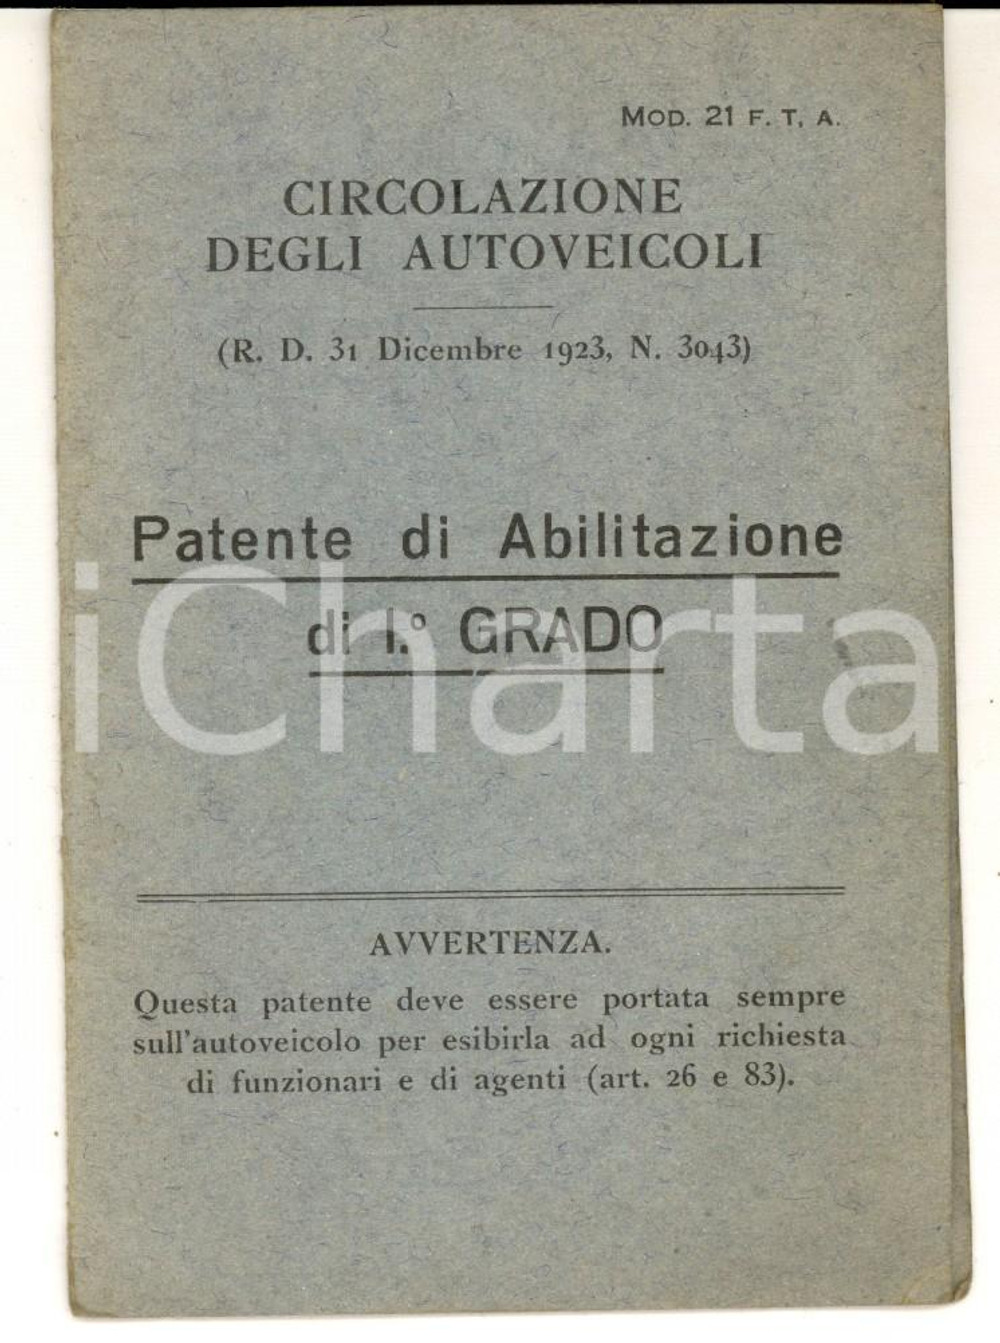 MOD. 21 F. T, A.
CIRCOLAZIONE
DEGLI AUTOVEICOLI
(R. D. 31 Dicembre 1923, N. 3043)
Patente di Abilitazione
di I.º GRADO
iCharta
AVVERTENZA.
Questa patente deve essere portata sempre
sull'autoveicolo per esibirla ad ogni richiesta
di funzionari e di agenti (art. 26 e 83).